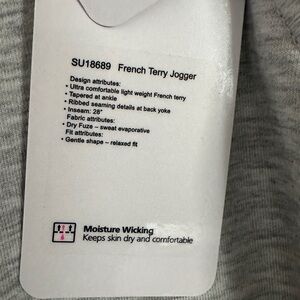 SU18689 French Terry Jogger
Design attributes:
• Ultra comfortable light weight French terry
• Tapered at ankle
• Ribbed seaming details at back yoke
• Inseam: 28"
Fabric attributes:
• Dry Fuze – sweat evaporative
Fit attributes:
• Gentle shape – relaxed fit
Moisture Wicking
Keeps skin dry and comfortable